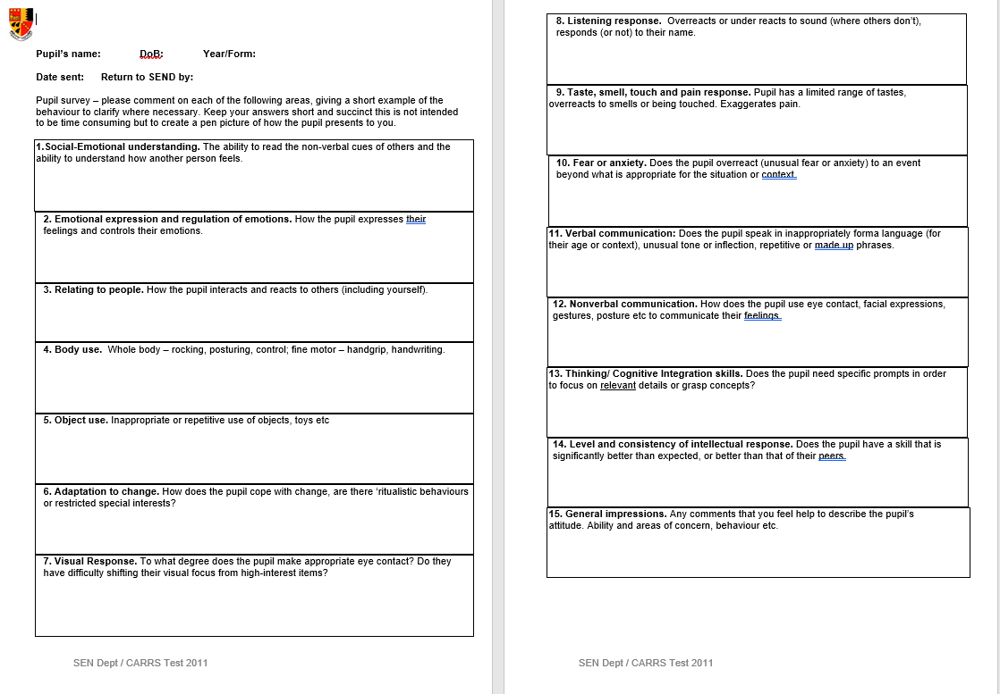 Pupil's name: DoB: Year/Form:
Date sent: Return to SEND by:
Pupil survey – please comment on each of the following areas, giving a short example of the
behaviour to clarify where necessary. Keep your answers short and succinct this is not intended
to be time consuming but to create a pen picture of how the pupil presents to you.
1.Social-Emotional understanding. The ability to read the non-verbal cues of others and the
ability to understand how another person feels.
2. Emotional expression and regulation of emotions. How the pupil expresses their
feelings and controls their emotions.
3. Relating to people. How the pupil interacts and reacts to others (including yourself).
4. Body use. Whole body – rocking, posturing, control; fine motor – handgrip, handwriting.
5. Object use. Inappropriate or repetitive use of objects, toys etc
6. Adaptation to change. How does the pupil cope with change, are there 'ritualistic behaviours
or restricted special interests?
7. Visual Response. To what degree does the pupil make appropriate eye contact? Do they
have difficulty shifting their visual focus from high-interest items?
SEN Dept / CARRS Test 2011
8. Listening response. Overreacts or under reacts to sound (where others don't),
responds (or not) to their name.
9. Taste, smell, touch and pain response. Pupil has a limited range of tastes,
overreacts to smells or being touched. Exaggerates pain.
10. Fear or anxiety. Does the pupil overreact (unusual fear or anxiety) to an event
beyond what is appropriate for the situation or context.
11. Verbal communication: Does the pupil speak in inappropriately forma language (for
their age or context), unusual tone or inflection, repetitive or made up phrases.
12. Nonverbal communication. How does the pupil use eye contact, facial expressions,
gestures, posture etc to communicate their feelings.
13. Thinking/ Cognitive Integration skills. Does the pupil need specific prompts in order
to focus on relevant details or grasp concepts?
14. Level and consistency of intellectual response. Does the pupil have a skill that is
significantly better than expected, or better than that of their peers.
15. General impressions. Any comments that you feel help to describe the pupil's
attitude. Ability and areas of concern, behaviour etc.
SEN Dept / CARRS Test 2011